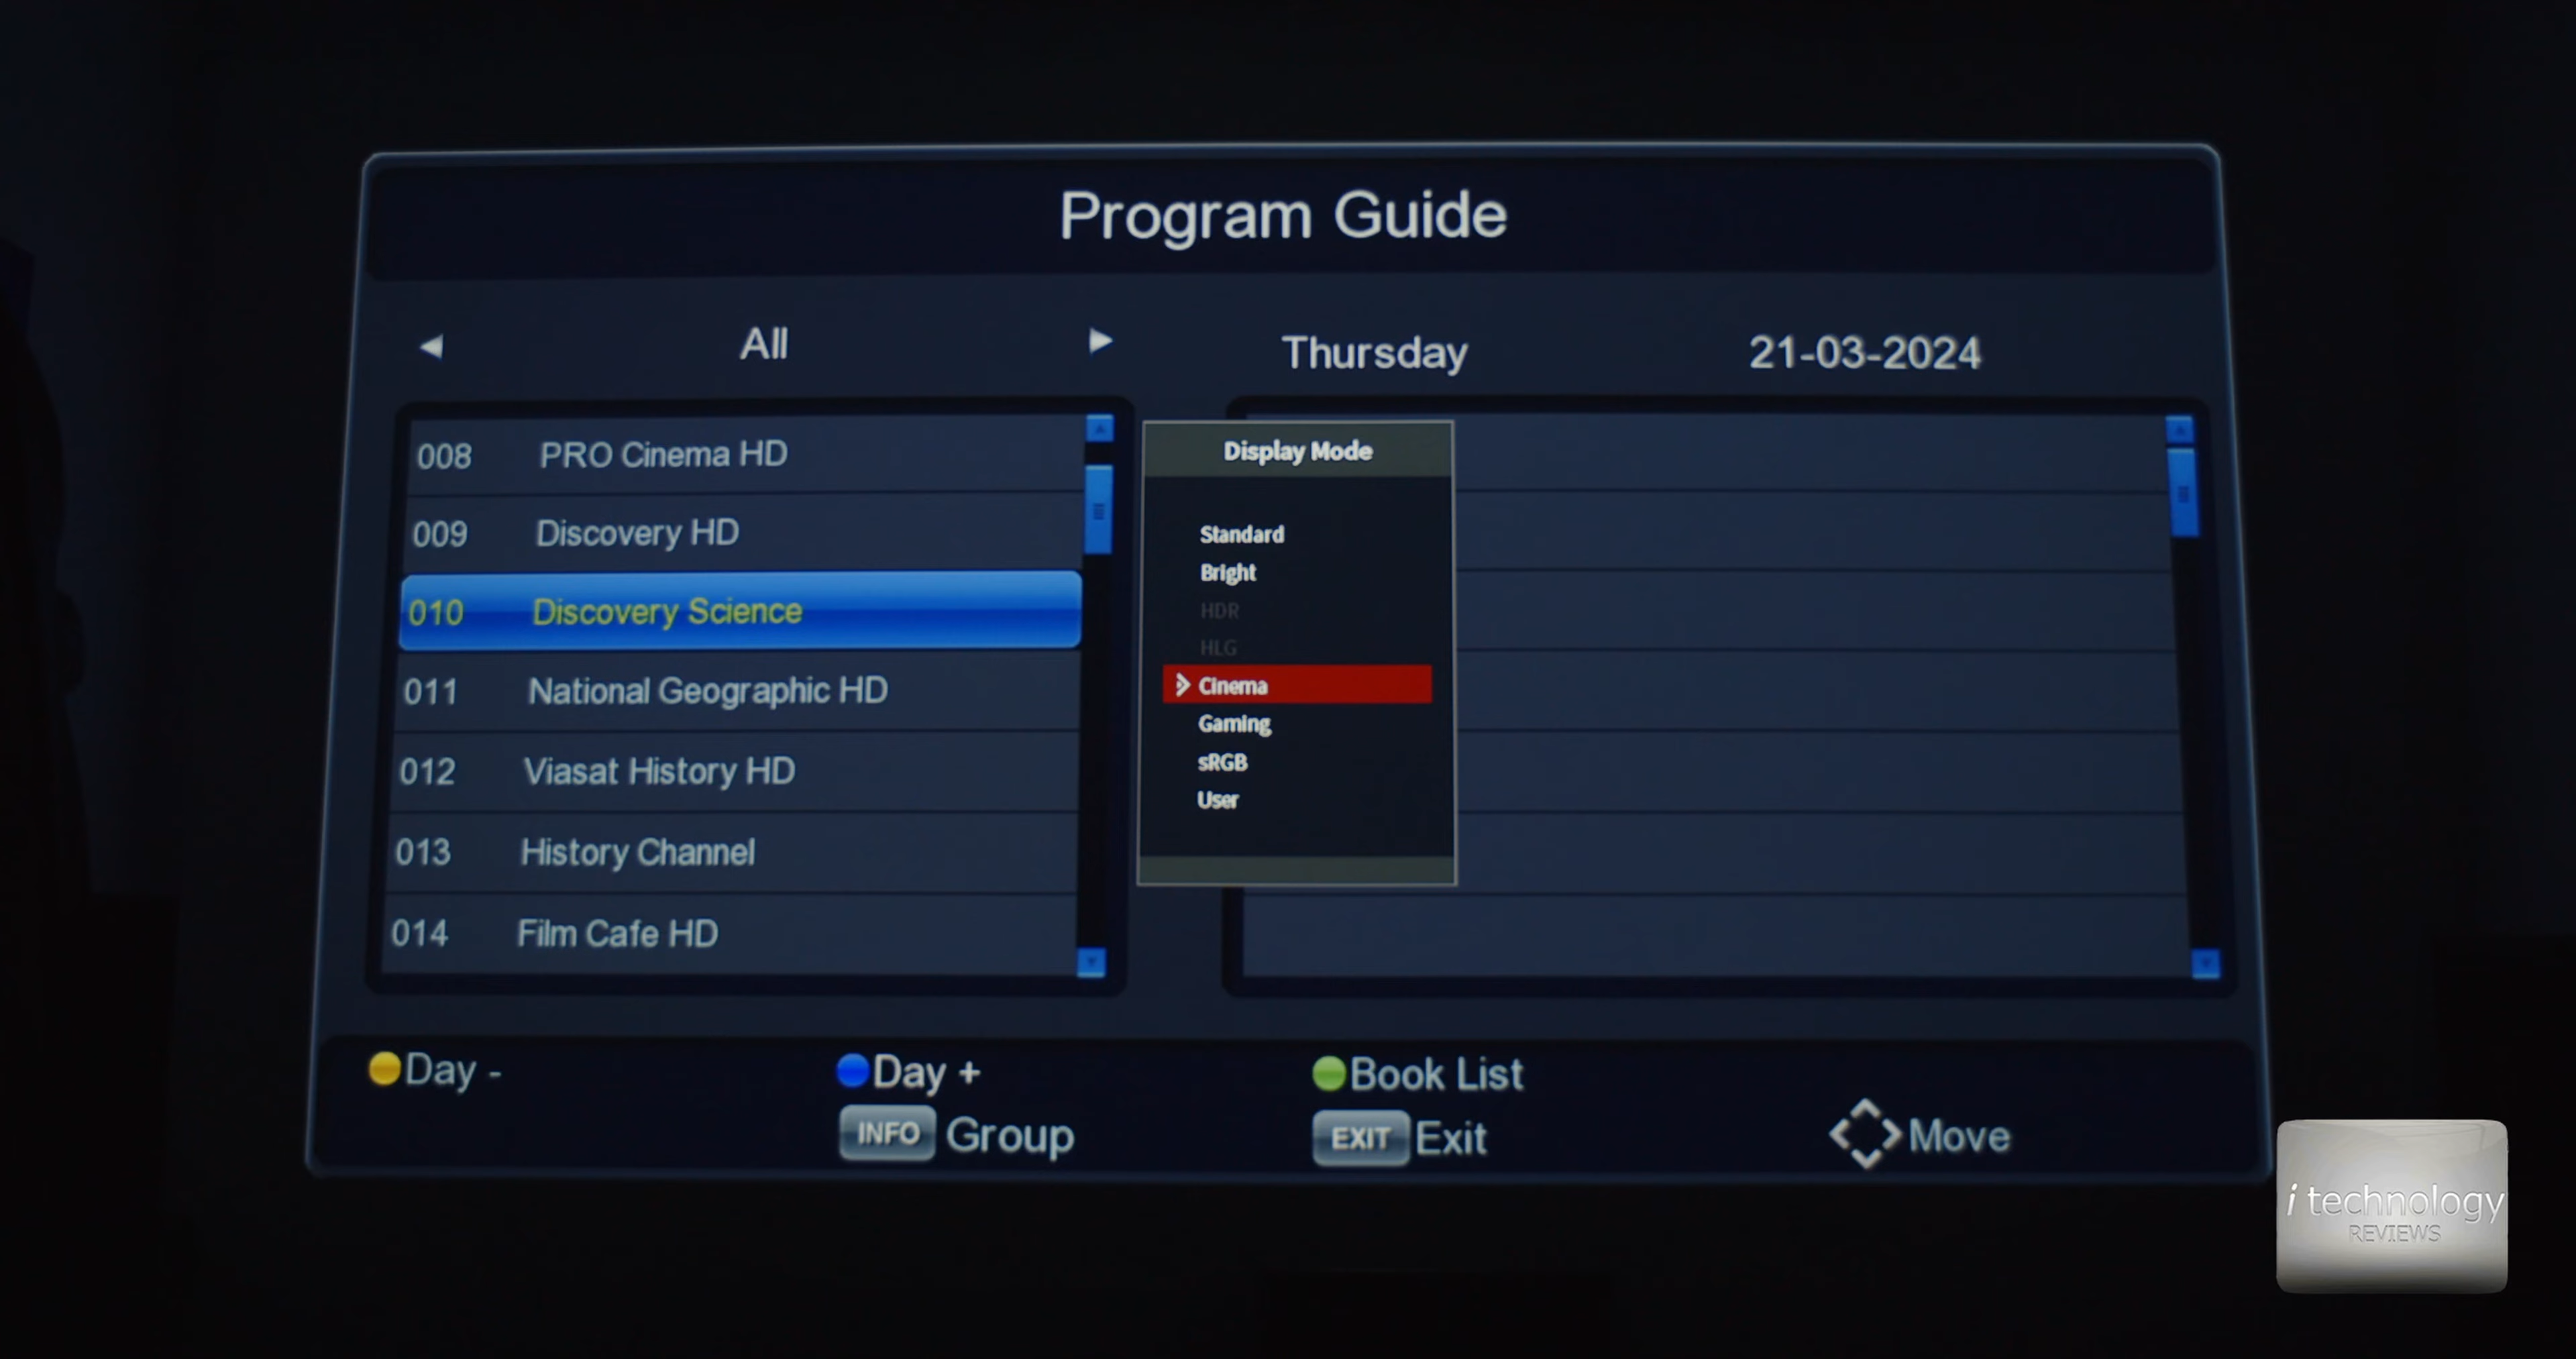 Program Guide
All
Thursday 21-03-2024
008 PRO Cinema HD
009 Discovery HD
010 Discovery Science
011 National Geographic HD
012 Viasat History HD
013 History Channel
014 Film Cafe HD
Display Mode
Standard
Bright
HDR
HLG
Cinema
Gaming
sRGB
User
Day -
Day +
Book List
INFO Group
EXIT Exit
Move
i technology
REVIEWS